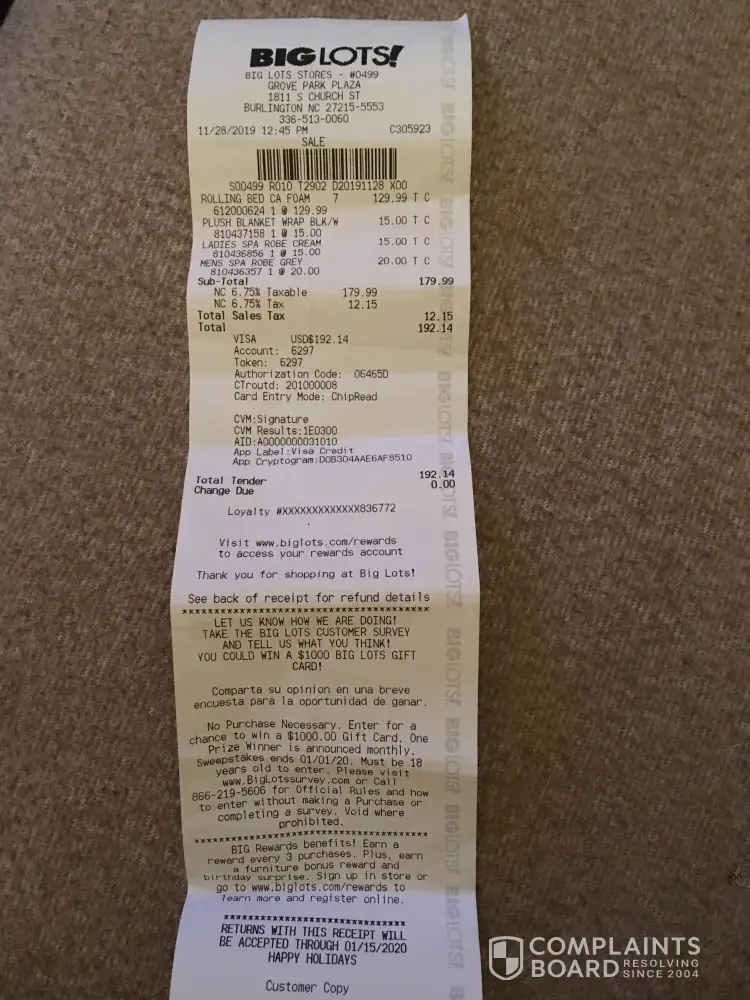 BIG LOTS!
BIG LOTS STORES - #0499
GROVE PARK PLAZA
1811 S CHURCH ST
BURLINGTON NC 27215-5553
336-513-0060
11/28/2019 12:45 PM C305923
SALE
S00499 R010 T2902 D20191128 X00
ROLLING BED CA FOAM 7 129.99 T C
612000624 1 @ 129.99
PLUSH BLANKET WRAP BLK/W 15.00 T C
810437158 1 @ 15.00
LADIES SPA ROBE CREAM 15.00 T C
810436856 1 @ 15.00
MENS SPA ROBE GREY 20.00 T C
810436357 1 @ 20.00
Sub-Total 179.99
NC 6.75% Taxable 179.99
NC 6.75% Tax 12.15
Total Sales Tax 12.15
Total 192.14
VISA USD$192.14
Account: 6297
Token: 6297
Authorization Code: 06465D
CTroutd: 201000008
Card Entry Mode: ChipRead
CVM:Signature
CVM Results:1E0300
AID:A0000000031010
App Label:Visa Credit
App Cryptogram:D0B3D4AAE6AF8510
Total Tender 192.14
Change Due 0.00
Loyalty #XXXXXXXXXXXXX836772
.
Visit www.biglots.com/rewards
to access your rewards account
Thank you for shopping at Big Lots!
See back of receipt for refund details
****************************************
LET US KNOW HOW WE ARE DOING!
TAKE THE BIG LOTS CUSTOMER SURVEY
AND TELL US WHAT YOU THINK!
YOU COULD WIN A $1000 BIG LOTS GIFT
CARD!
Comparta su opinion en una breve
encuesta para la oportunidad de ganar.
No Purchase Necessary. Enter for a
chance to win a $1000.00 Gift Card. One
Prize Winner is announced monthly.
Sweepstakes ends 01/01/20. Must be 18
years old to enter. Please visit
www.BigLotssurvey.com or Call
866-219-5606 for Official Rules and how
to enter without making a Purchase or
completing a survey. Void where
prohibited.
****************************************
BIG Rewards benefits! Earn a
reward every 3 purchases. Plus, earn
a furniture bonus reward and
birthday surprise. Sign up in store or
go to www.biglots.com/rewards to
learn more and register online.
******************************
RETURNS WITH THIS RECEIPT WILL
BE ACCEPTED THROUGH 01/15/2020
HAPPY HOLIDAYS
Customer Copy
COMPLAINTS
BOARD RESOLVING
SINCE 2004